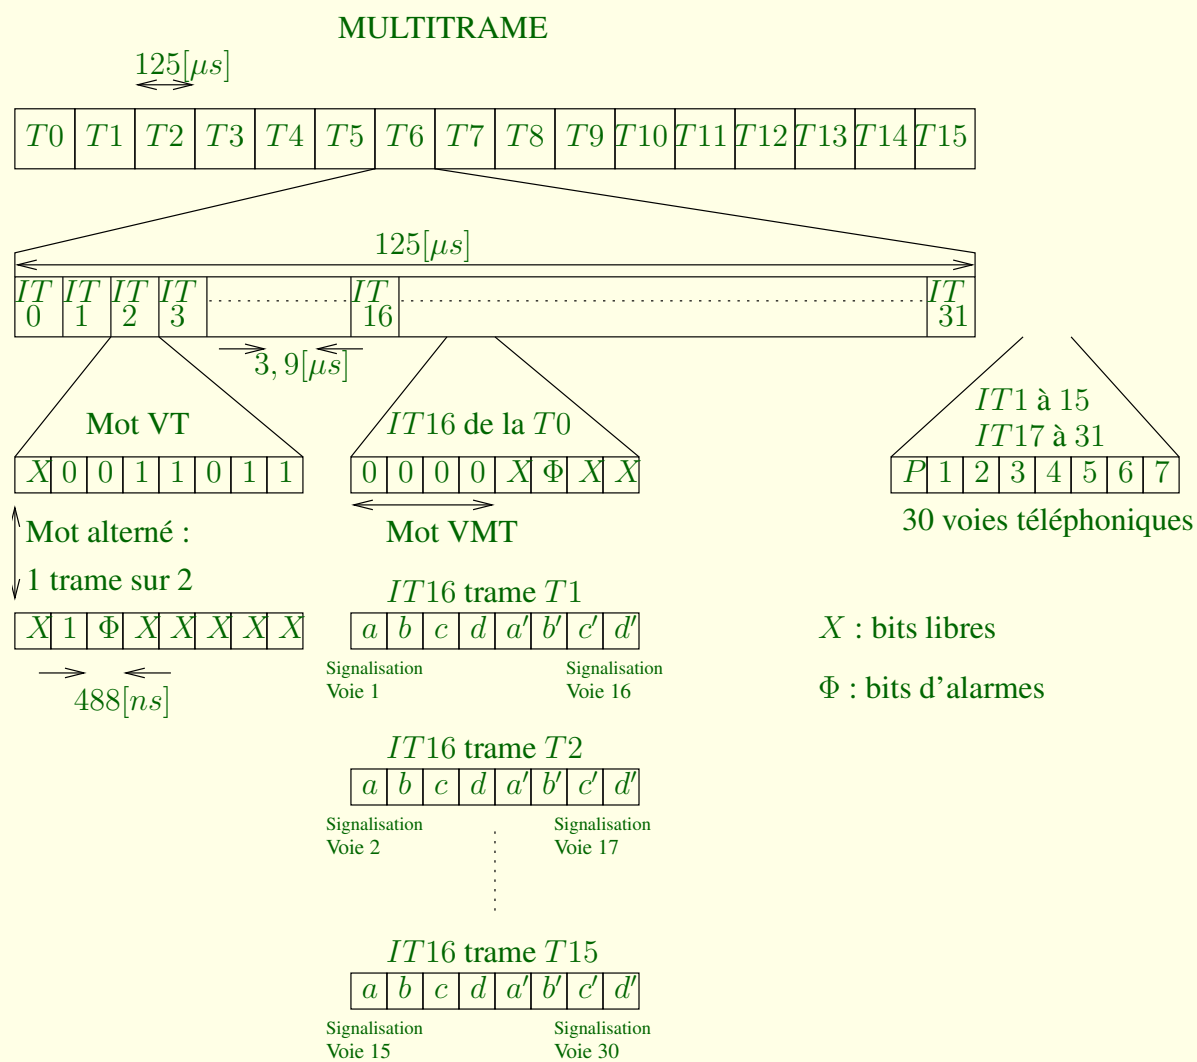 MULTITRAME
125[μs]
T0 T1 T2 T3 T4 T5 T6 T7 T8 T9 T10 T11 T12 T13 T14 T15
125[μs]
IT 0 IT 1 IT 2 IT 3 IT 16 IT 31
3,9[μs]
Mot VT
X 0 0 1 1 0 1 1
Mot alterné :
1 trame sur 2
X 1 Φ X X X X X
488[ns]
IT16 de la T0
0 0 0 0 X Φ X X
Mot VMT
IT16 trame T1
a b c d a' b' c' d'
Signalisation
Voie 1
Signalisation
Voie 16
IT16 trame T2
a b c d a' b' c' d'
Signalisation
Voie 2
Signalisation
Voie 17
IT16 trame T15
a b c d a' b' c' d'
Signalisation
Voie 15
Signalisation
Voie 30
IT1 à 15
IT17 à 31
P 1 2 3 4 5 6 7
30 voies téléphoniques
X : bits libres
Φ : bits d'alarmes